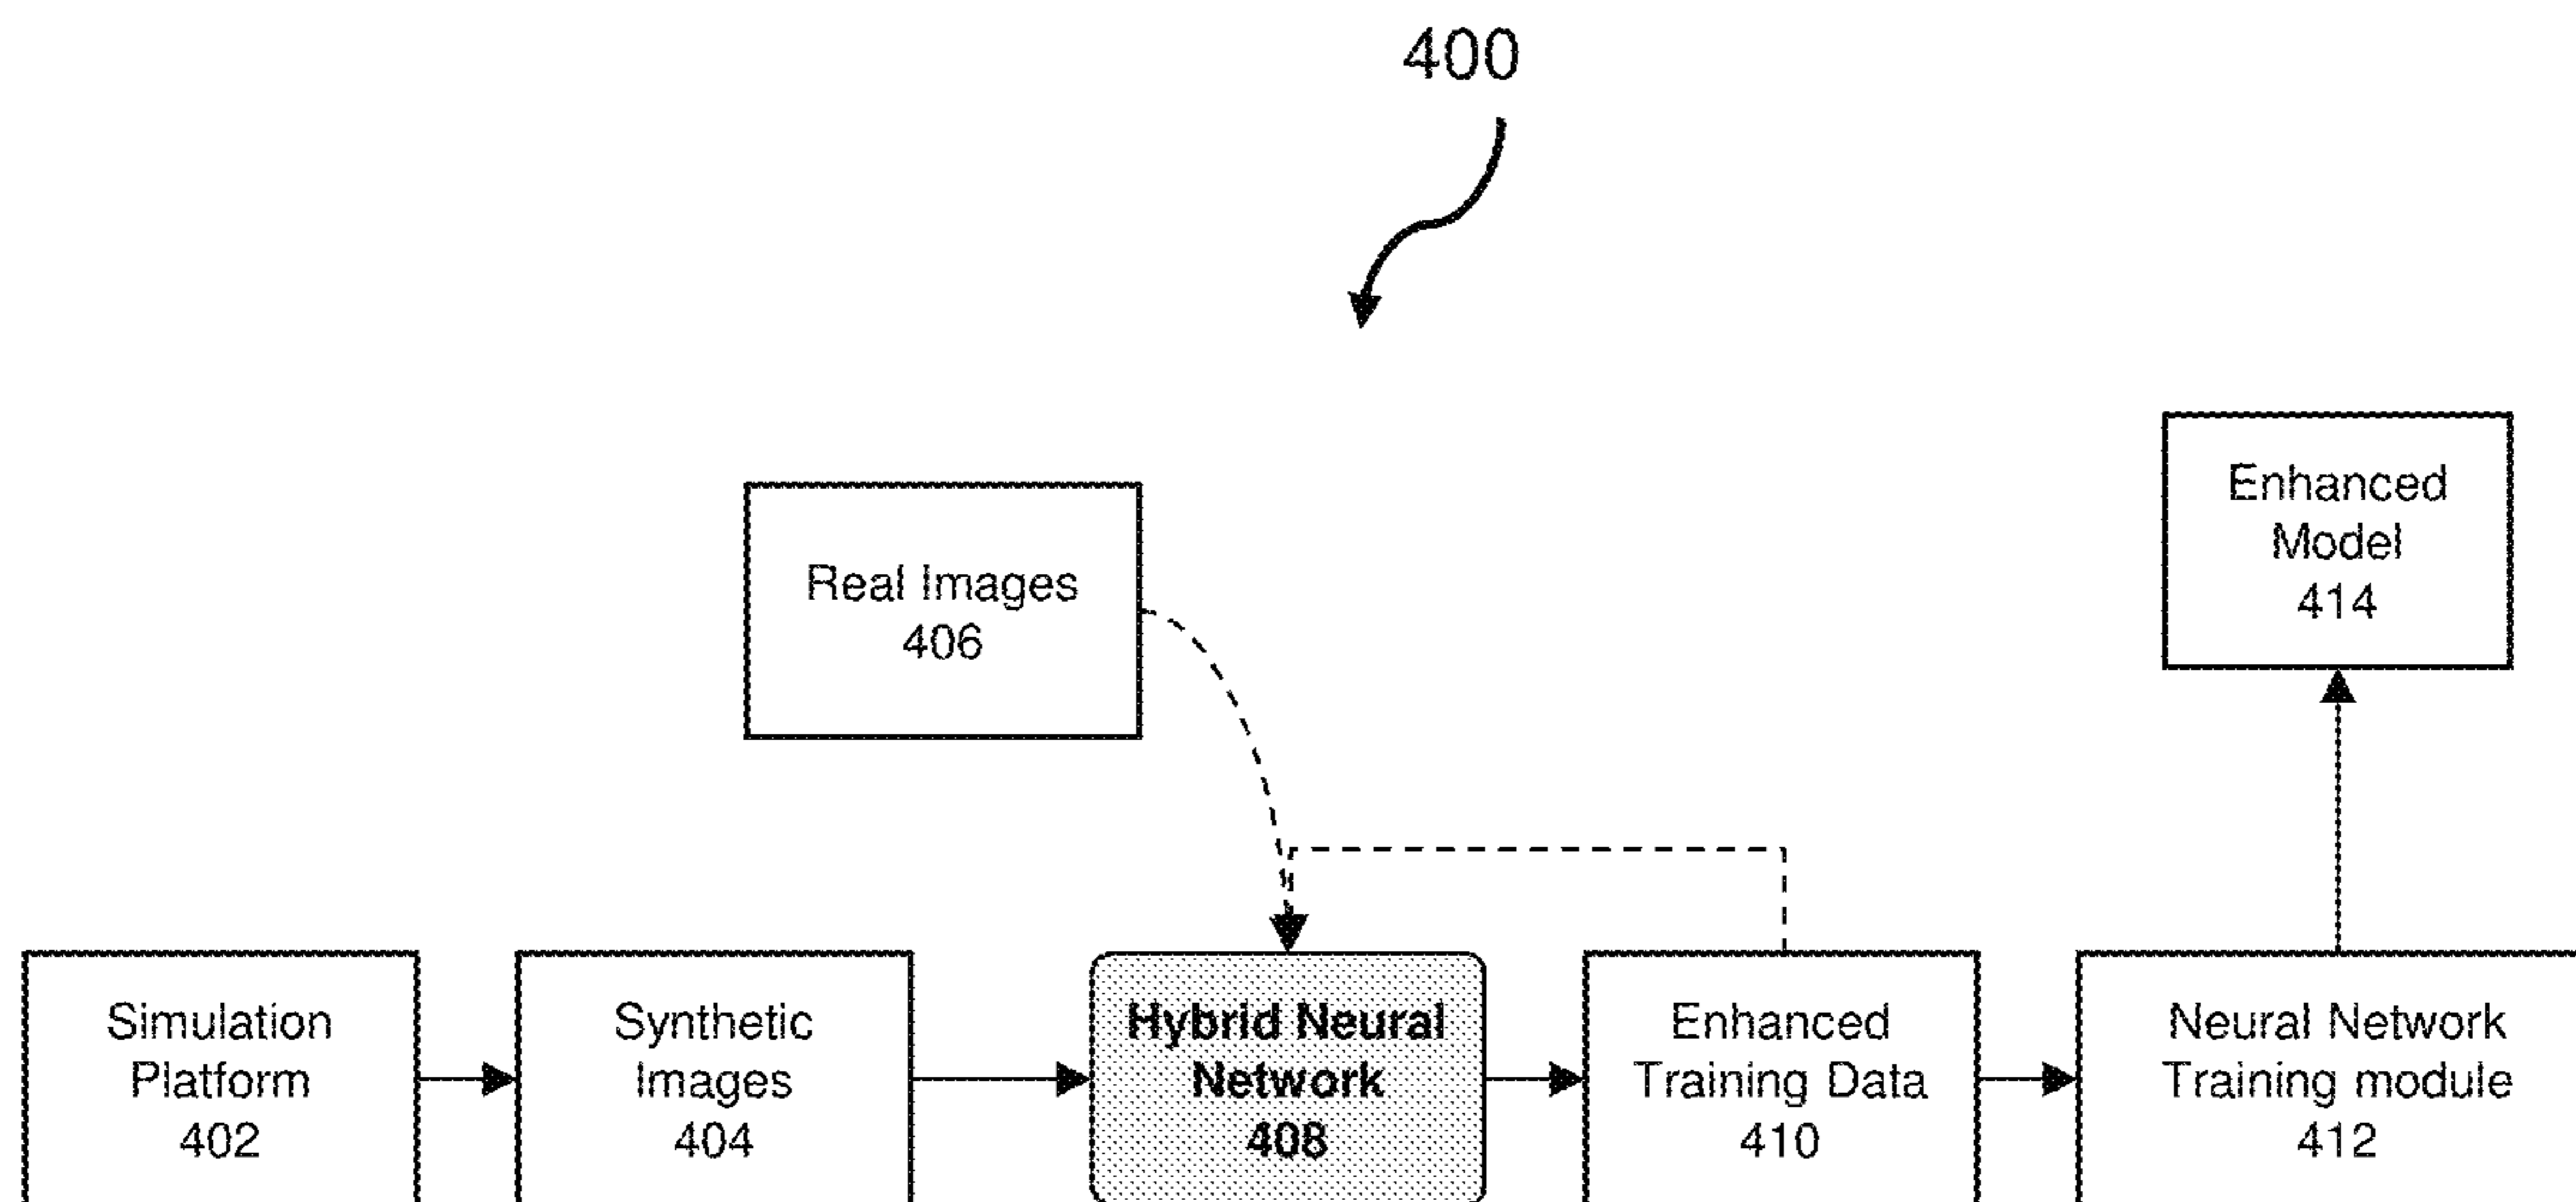 400
Enhanced
Model
414
Real Images
406
Simulation
Platform
402
Synthetic
Images
404
Hybrid Neural
Network
408
Enhanced
Training Data
410
Neural Network
Training module
412